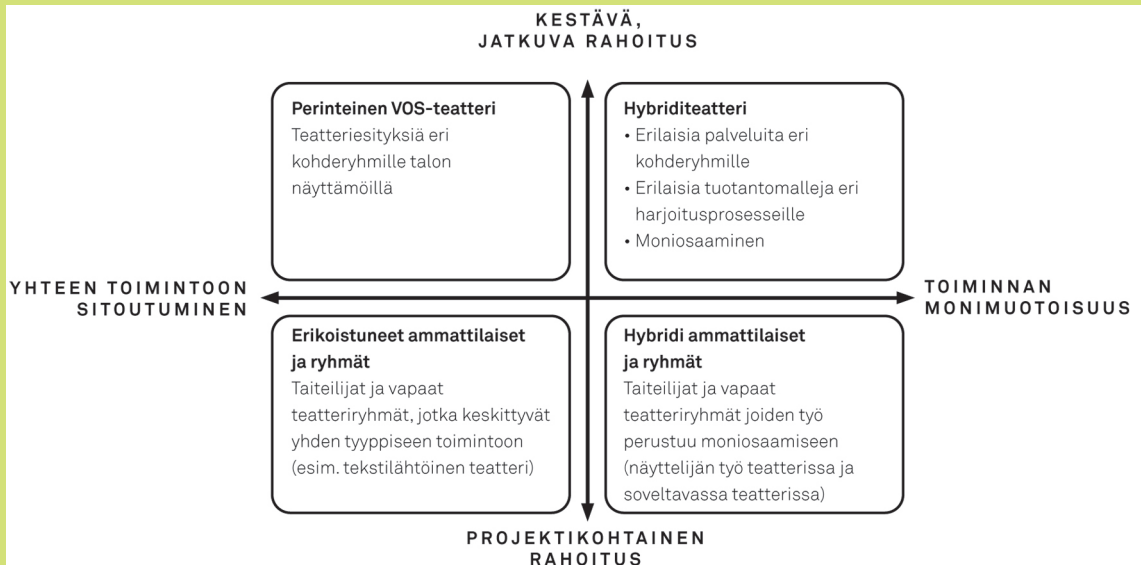 KESTÄVÄ,
JATKUVA RAHOITUS
Perinteinen VOS-teatteri
Teatteriesityksiä eri
kohderyhmille talon
näyttämöillä
Hybriditeatteri
• Erilaisia palveluita eri
kohderyhmille
• Erilaisia tuotantomalleja eri
harjoitusprosesseille
• Moniosaaminen
YHTEEN TOIMINTOON
SITOUTUMINEN
TOIMINNAN
MONIMUOTOISUUS
Erikoistuneet ammattilaiset
ja ryhmät
Taiteilijat ja vapaat
teatteriryhmät, jotka keskittyvät
yhden tyyppiseen toimintoon
(esim. tekstilähtöinen teatteri)
Hybridi ammattilaiset
ja ryhmät
Taiteilijat ja vapaat
teatteriryhmät joiden työ
perustuu moniosaamiseen
(näyttelijän työ teatterissa ja
soveltavassa teatterissa)
PROJEKTIKOHTAINEN
RAHOITUS